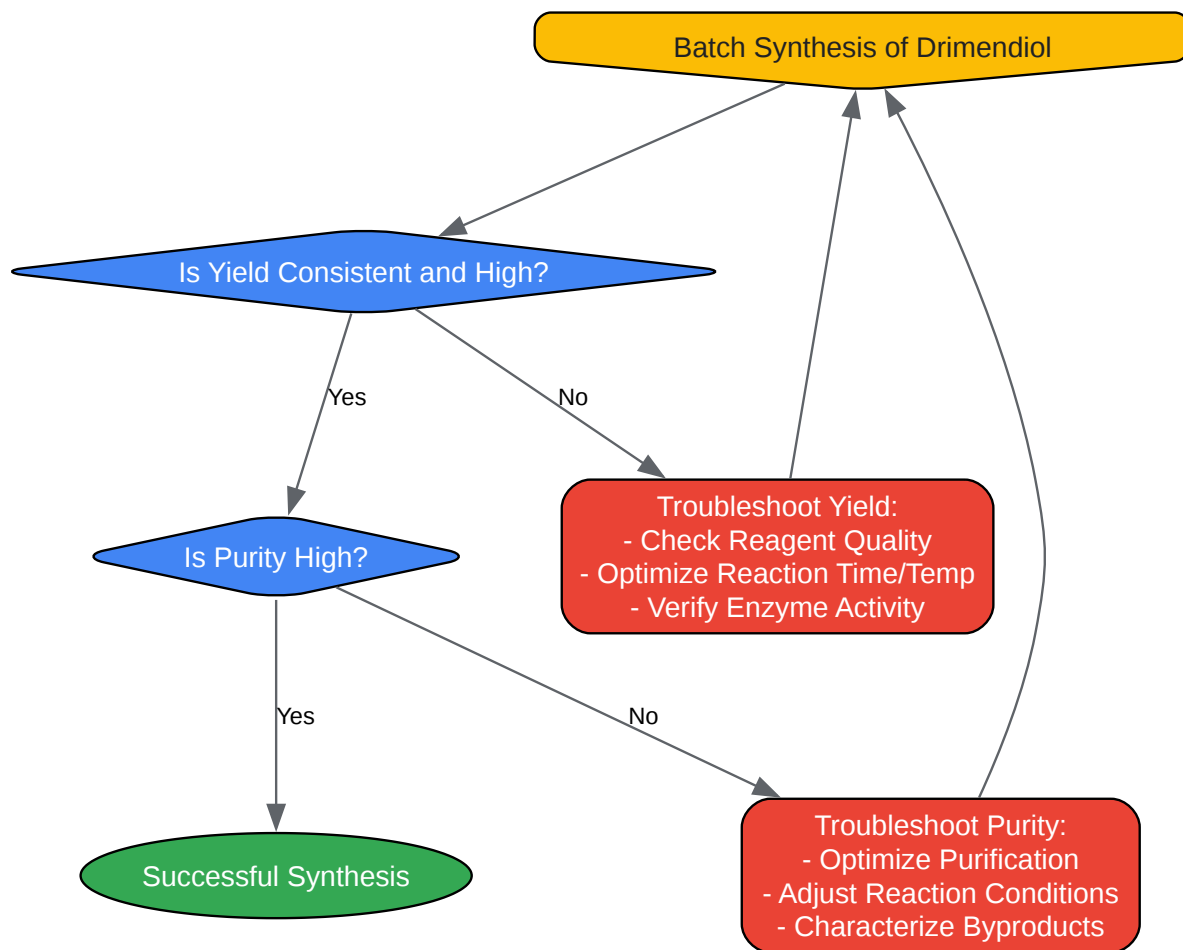 Batch Synthesis of Drimendiol
Is Yield Consistent and High?
Yes
No
Troubleshoot Yield:
- Check Reagent Quality
- Optimize Reaction Time/Temp
- Verify Enzyme Activity
Is Purity High?
Yes
No
Successful Synthesis
Troubleshoot Purity:
- Optimize Purification
- Adjust Reaction Conditions
- Characterize Byproducts